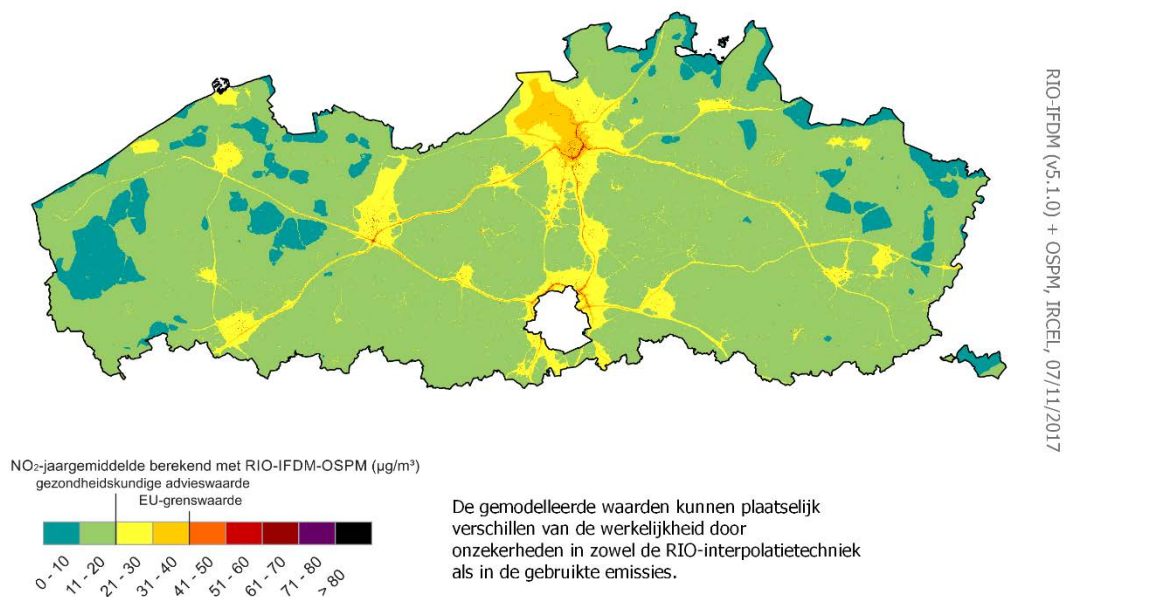 RIO-IFDM (v5.1.0) + OSPM, IRCEL, 07/11/2017
NO₂-jaargemiddelde berekend met RIO-IFDM-OSPM (µg/m³)
gezondheidskundige advieswaarde
EU-grenswaarde
0 - 10
11 - 20
21 - 30
31 - 40
41 - 50
51 - 60
61 - 70
71 - 80
> 80
De gemodelleerde waarden kunnen plaatselijk
verschillen van de werkelijkheid door
onzekerheden in zowel de RIO-interpolatietechniek
als in de gebruikte emissies.